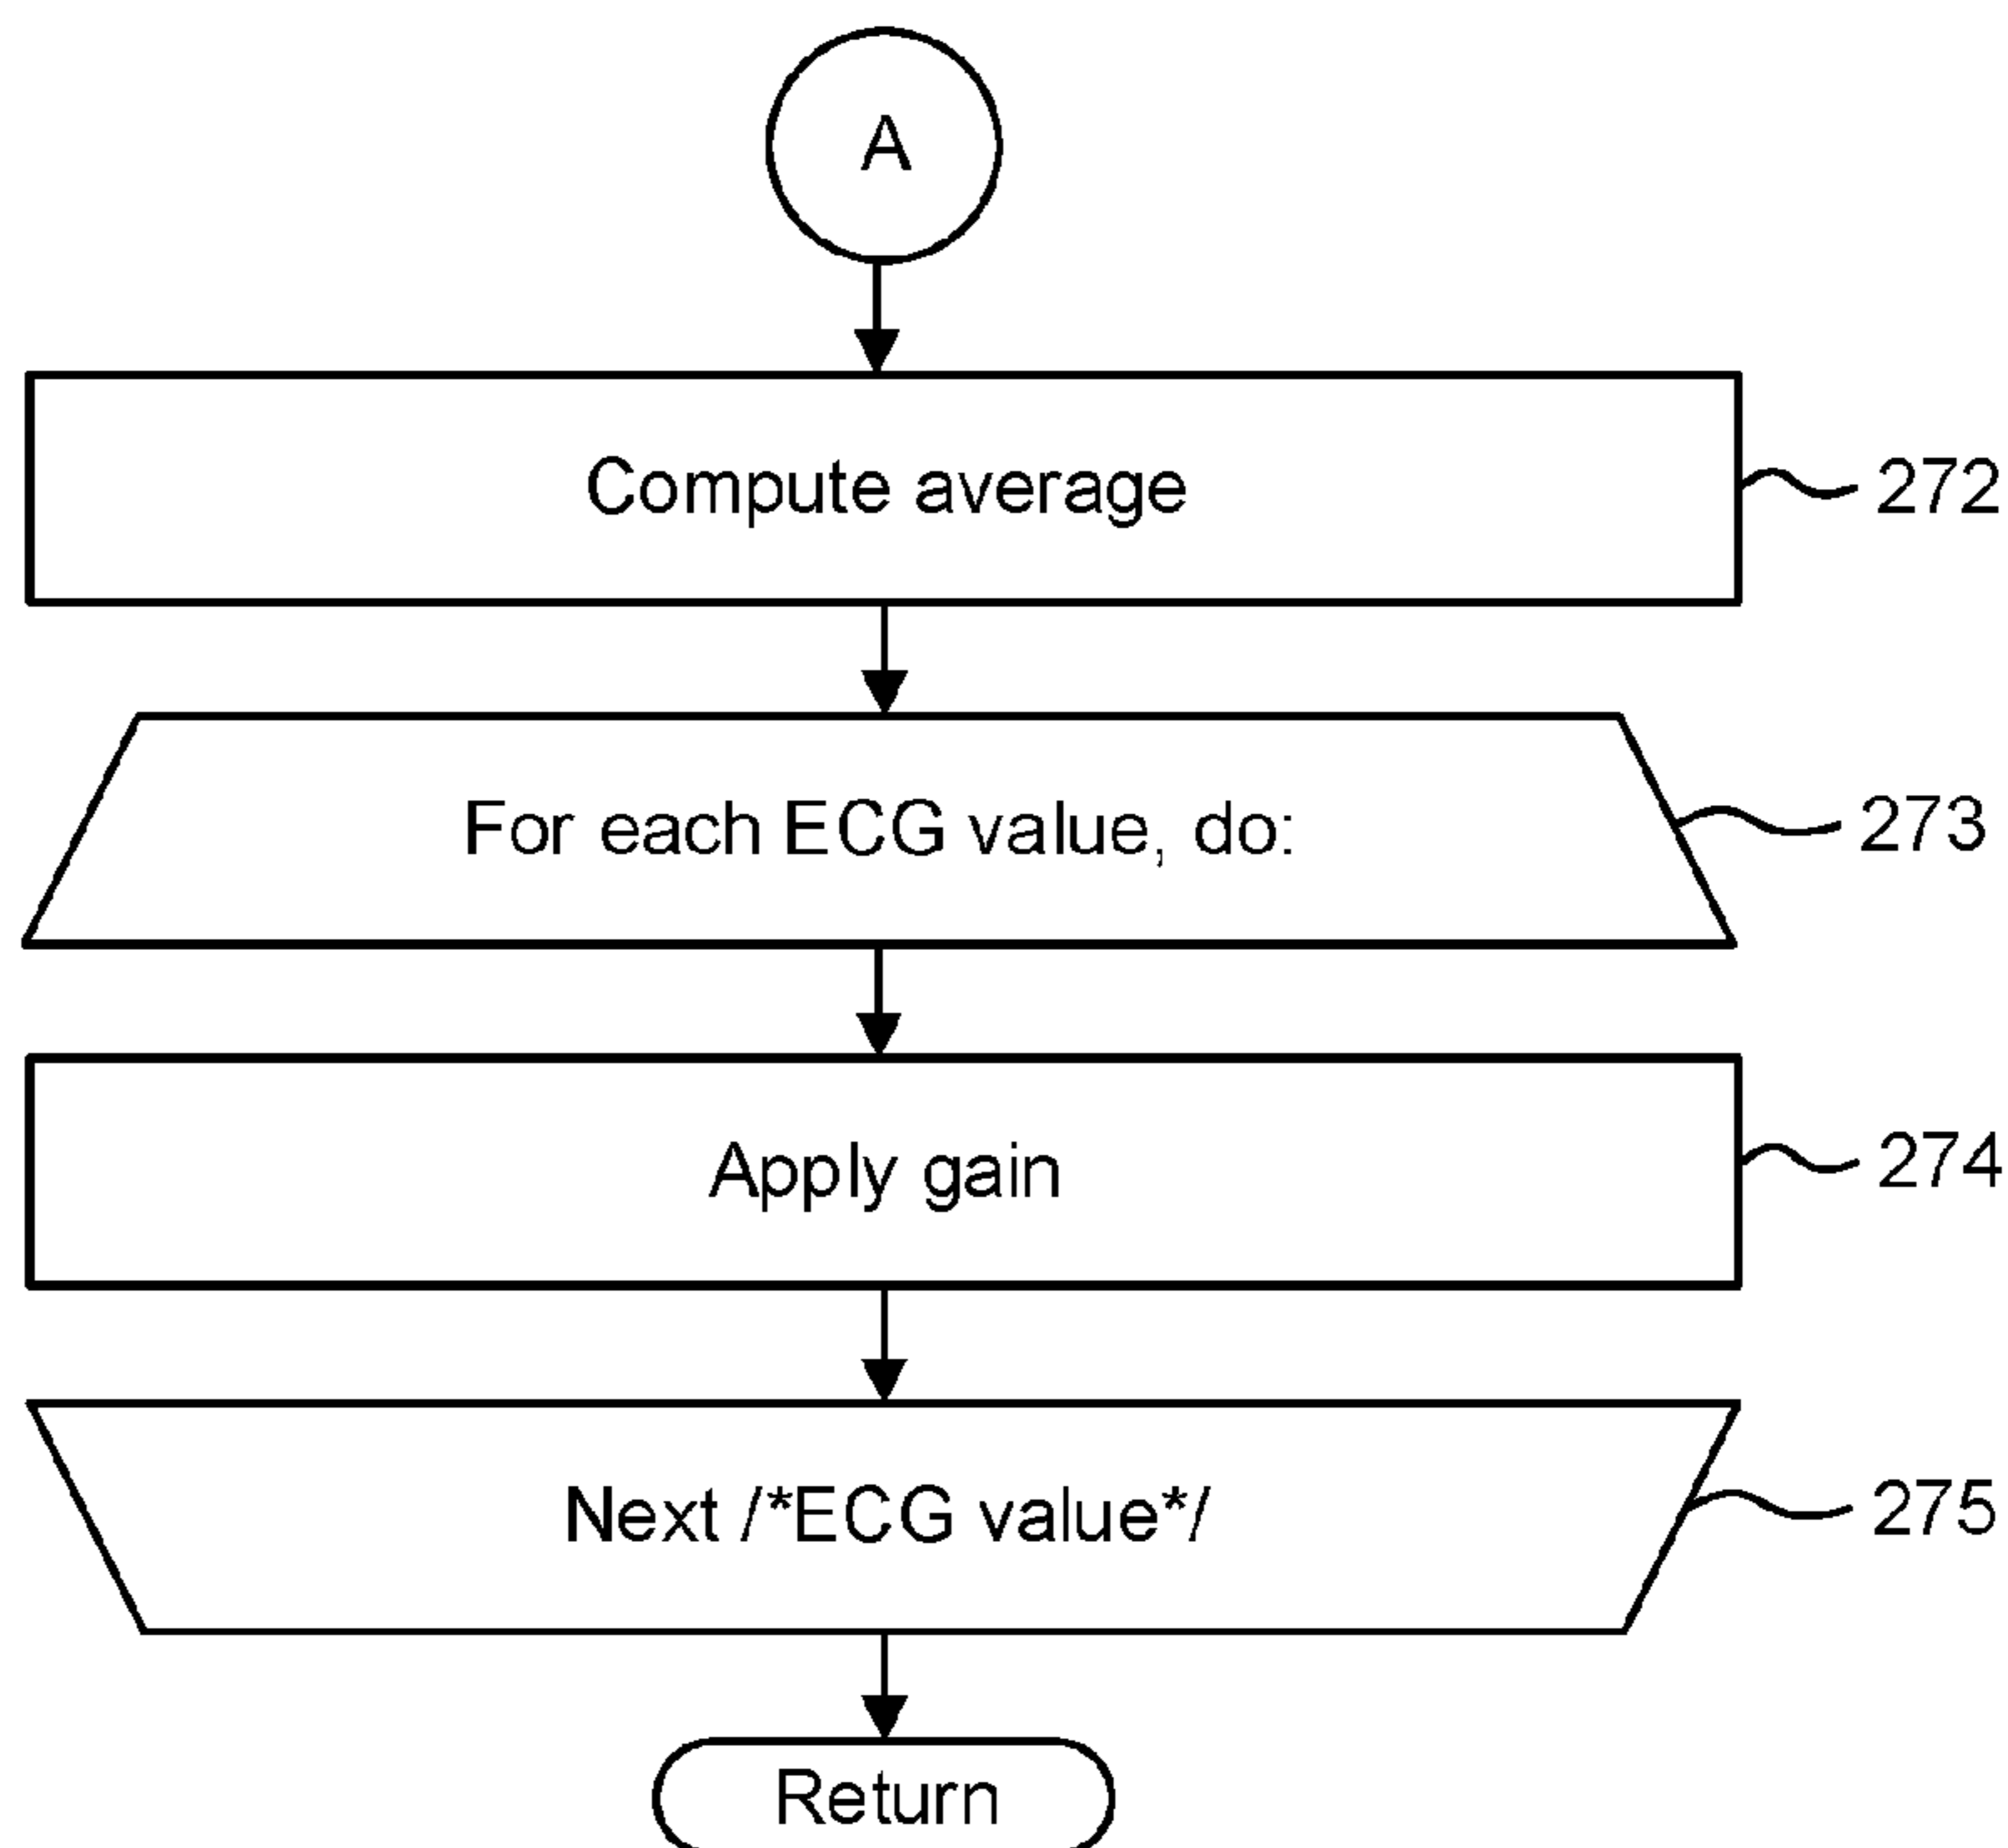 A
Compute average
272
For each ECG value, do:
273
Apply gain
274
Next /*ECG value*/
275
Return